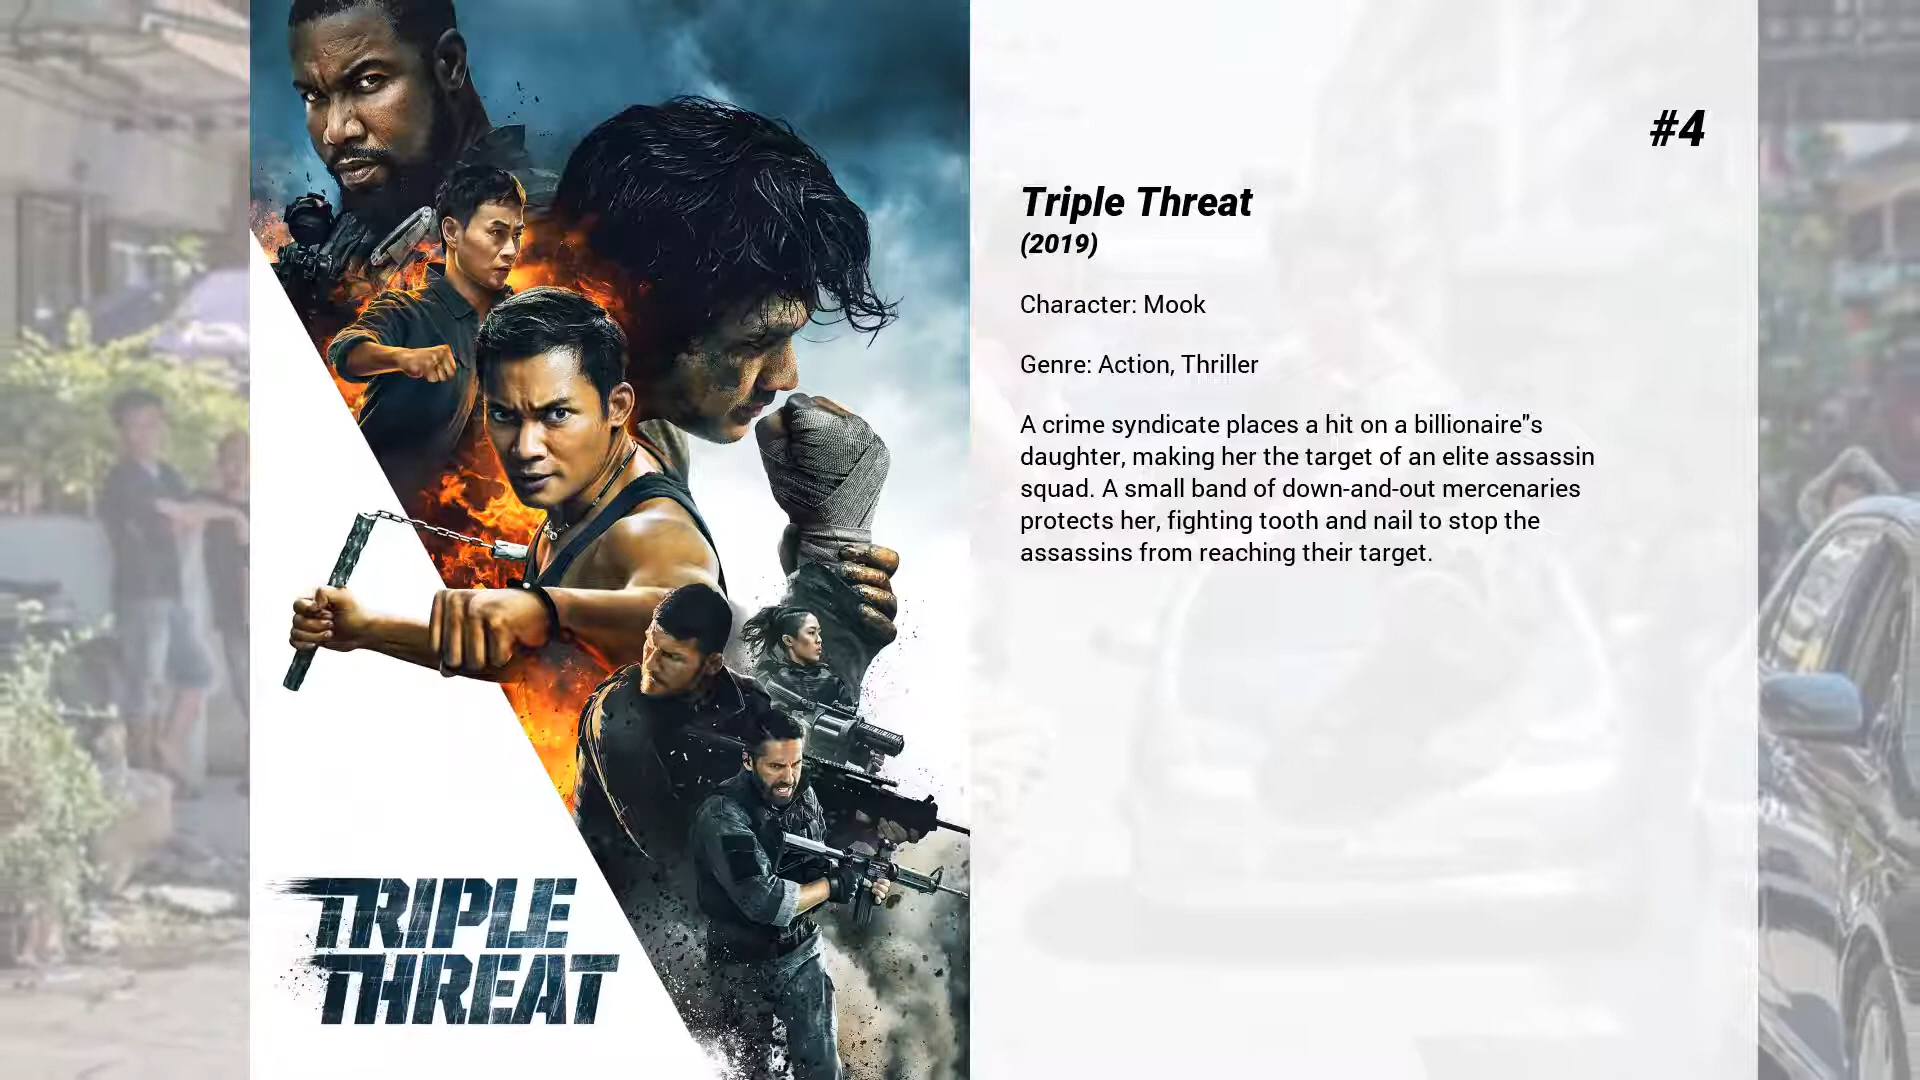 TRIPLE
THREAT
#4
Triple Threat
(2019)
Character: Mook
Genre: Action, Thriller
A crime syndicate places a hit on a billionaire"s
daughter, making her the target of an elite assassin
squad. A small band of down-and-out mercenaries
protects her, fighting tooth and nail to stop the
assassins from reaching their target.